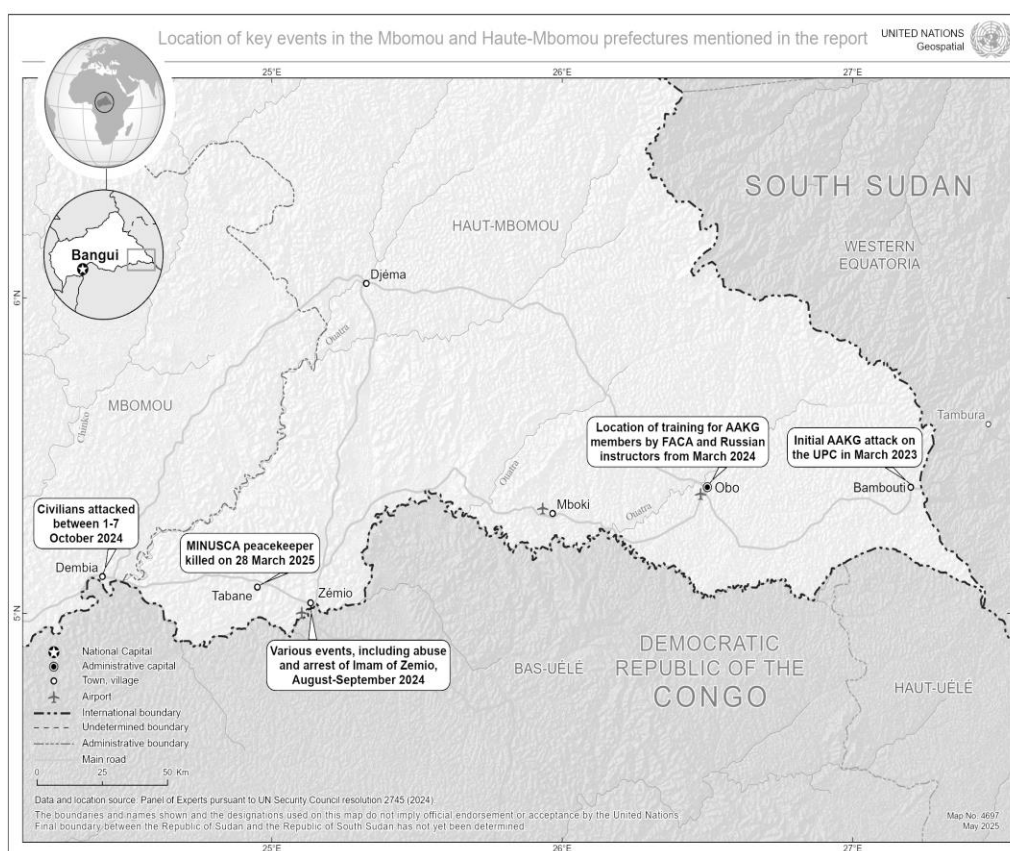 Location of key events in the Mbomou and Haute-Mbomou prefectures mentioned in the report
UNITED NATIONS
Geospatial
25°E
26°E
27°E
SOUTH SUDAN
HAUT-MBOMOU
WESTERN
EQUATORIA
Bangui
Djéma
6°N
6°N
Ouatra
MBOMOU
Chinko
Tambura
Location of training for AAKG
members by FACA and Russian
instructors from March 2024
Initial AAKG attack on
the UPC in March 2023
Ouatra
Obo
Bambouti
Mboki
Ouatra
Civilians attacked
between 1-7
October 2024
MINUSCA peacekeeper
killed on 28 March 2025
Dembia
Tabane
Zémio
5°N
5°N
Various events, including abuse
and arrest of Imam of Zemio,
August-September 2024
DEMOCRATIC
REPUBLIC OF THE
CONGO
BAS-UÉLÉ
HAUT-UÉLÉ
National Capital
Administrative capital
Town, village
Airport
International boundary
Undetermined boundary
Administrative boundary
Main road
0 25 50 Km
Data and location source: Panel of Experts pursuant to UN Security Council resolution 2745 (2024)
The boundaries and names shown and the designations used on this map do not imply official endorsement or acceptance by the United Nations
Final boundary between the Republic of Sudan and the Republic of South Sudan has not yet been determined
Map No. 4697
May 2025
25°E
26°E
27°E